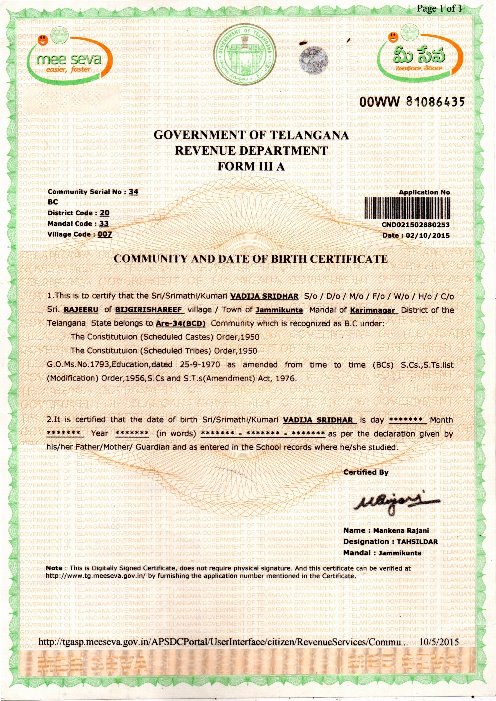 Page 1 of 1
mee seva
easier, faster
మీ సేవ
00WW 81086435
GOVERNMENT OF TELANGANA
REVENUE DEPARTMENT
FORM III A
Community Serial No : 34
BC
District Code : 20
Mandal Code : 33
Village Code : 007
Application No
CND021502880253
Date : 02/10/2015
COMMUNITY AND DATE OF BIRTH CERTIFICATE
1.This is to certify that the Sri/Srimathi/Kumari VADIJA SRIDHAR S/o / D/o / M/o / F/o / W/o / H/o / C/o
Sri. RAJEERU of BIJGIRISHAREEF village / Town of Jammikunta Mandal of Karimnagar District of the
Telangana State belongs to Are-34(BCD) Community which is recognized as B.C under:
The Constitutuion (Scheduled Castes) Order,1950
The Constitutuion (Scheduled Tribes) Order,1950
G.O.Ms.No.1793,Education,dated 25-9-1970 as amended from time to time (BCs) S.Cs.,S.Ts.list
(Modification) Order,1956,S.Cs and S.T.s(Amendment) Act, 1976.
2.It is certified that the date of birth Sri/Srimathi/Kumari VADIJA SRIDHAR is day ******* Month
******* Year ******* (in words) ******* - ******* - ******* as per the declaration given by
his/her Father/Mother/ Guardian and as entered in the School records where he/she studied.
Certified By
Name : Mankena Rajani
Designation : TAHSILDAR
Mandal : Jammikunta
Note : This is Digitally Signed Certificate, does not require physical signature. And this certificate can be verified at
http://www.tg.meeseva.gov.in/ by furnishing the application number mentioned in the Certificate.
http://tgasp.meeseva.gov.in/APSDCPortal/UserInterface/citizen/RevenueServices/Commu... 10/5/2015